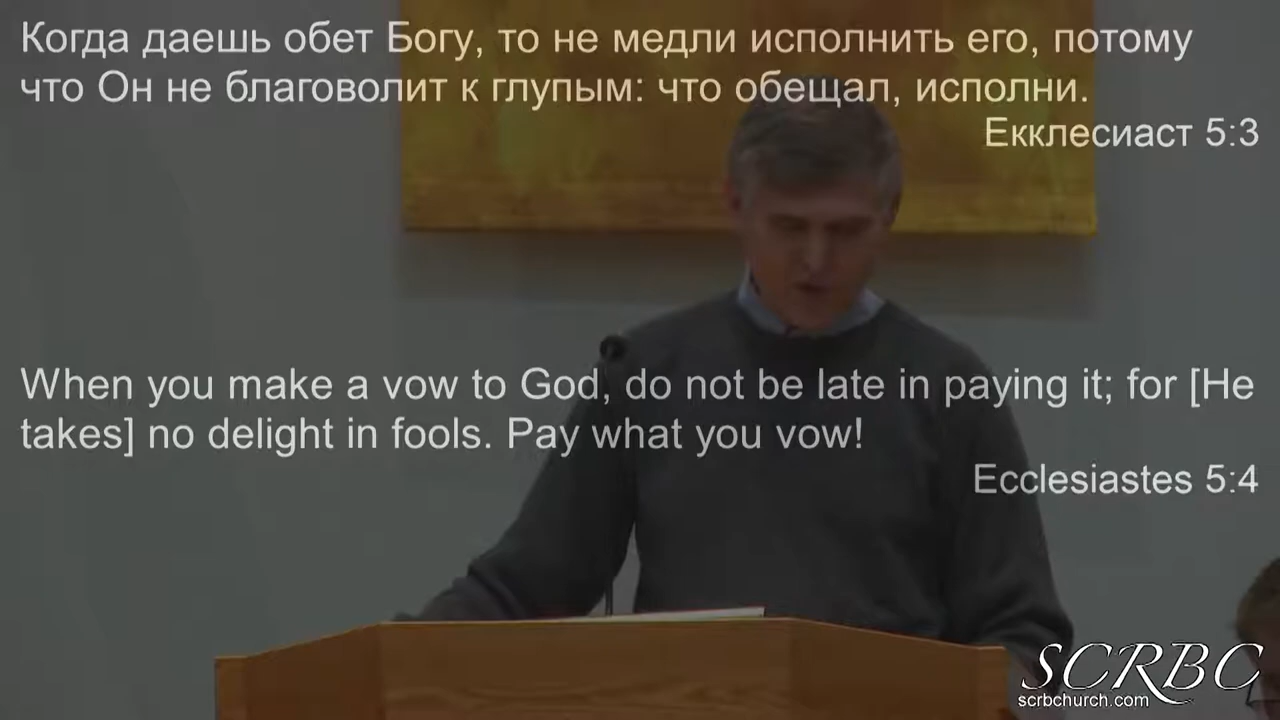 Когда даешь обет Богу, то не медли исполнить его, потому
что Он не благоволит к глупым: что обещал, исполни.
Екклесиаст 5:3
When you make a vow to God, do not be late in paying it; for [He
takes] no delight in fools. Pay what you vow!
Ecclesiastes 5:4
SCRBC
scrbchurch.com